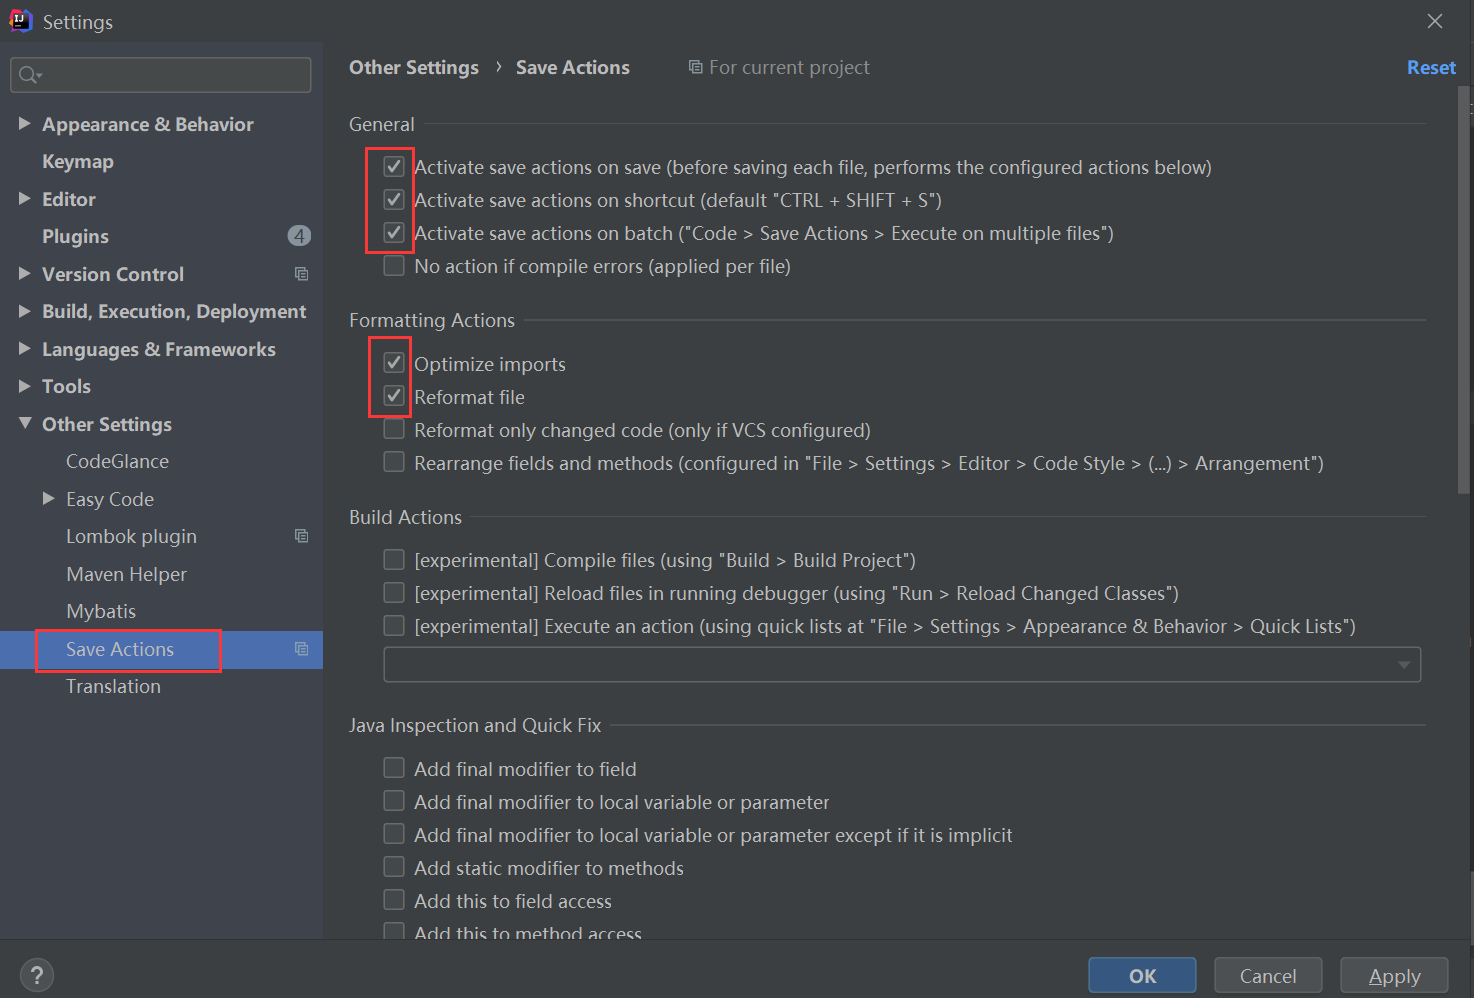 Settings
Other Settings › Save Actions For current project Reset
Appearance & Behavior
Keymap
Editor
Plugins 4
Version Control
Build, Execution, Deployment
Languages & Frameworks
Tools
Other Settings
CodeGlance
Easy Code
Lombok plugin
Maven Helper
Mybatis
Save Actions
Translation
General
Activate save actions on save (before saving each file, performs the configured actions below)
Activate save actions on shortcut (default "CTRL + SHIFT + S")
Activate save actions on batch ("Code > Save Actions > Execute on multiple files")
No action if compile errors (applied per file)
Formatting Actions
Optimize imports
Reformat file
Reformat only changed code (only if VCS configured)
Rearrange fields and methods (configured in "File > Settings > Editor > Code Style > (...) > Arrangement")
Build Actions
[experimental] Compile files (using "Build > Build Project")
[experimental] Reload files in running debugger (using "Run > Reload Changed Classes")
[experimental] Execute an action (using quick lists at "File > Settings > Appearance & Behavior > Quick Lists")
Java Inspection and Quick Fix
Add final modifier to field
Add final modifier to local variable or parameter
Add final modifier to local variable or parameter except if it is implicit
Add static modifier to methods
Add this to field access
Add this to method access
? OK Cancel Apply